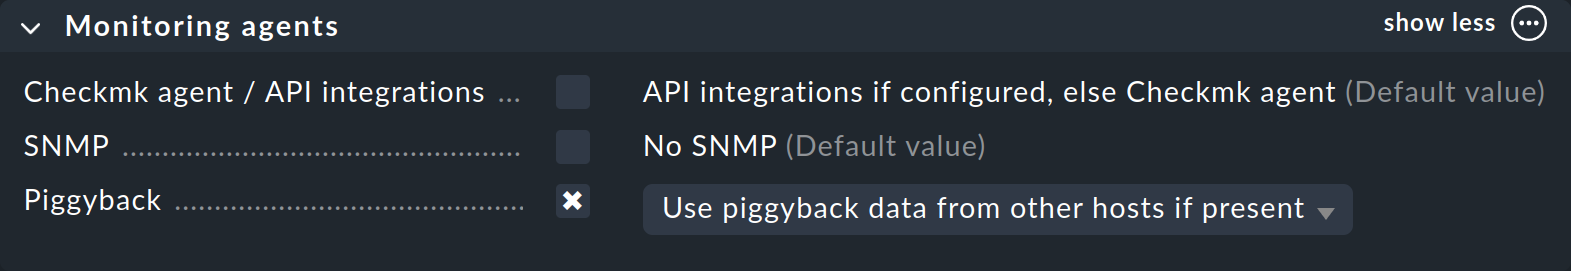 Monitoring agents show less
Checkmk agent / API integrations ... API integrations if configured, else Checkmk agent (Default value)
SNMP No SNMP (Default value)
Piggyback Use piggyback data from other hosts if present